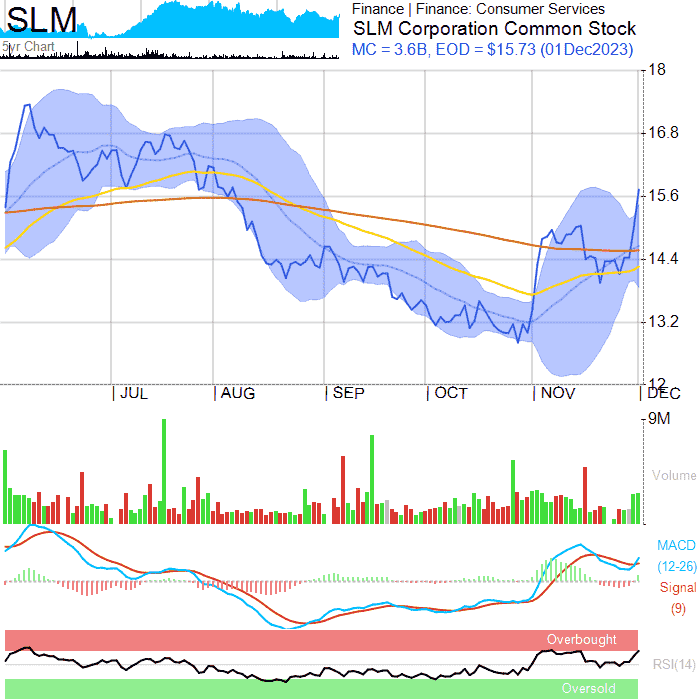 SLM
5yr Chart
Finance | Finance: Consumer Services
SLM Corporation Common Stock
MC = 3.6B, EOD = $15.73 (01Dec2023)
18
16.8
15.6
14.4
13.2
12
JUL
AUG
SEP
OCT
NOV
DEC
9M
Volume
MACD
(12-26)
Signal
(9)
Overbought
RSI(14)
Oversold